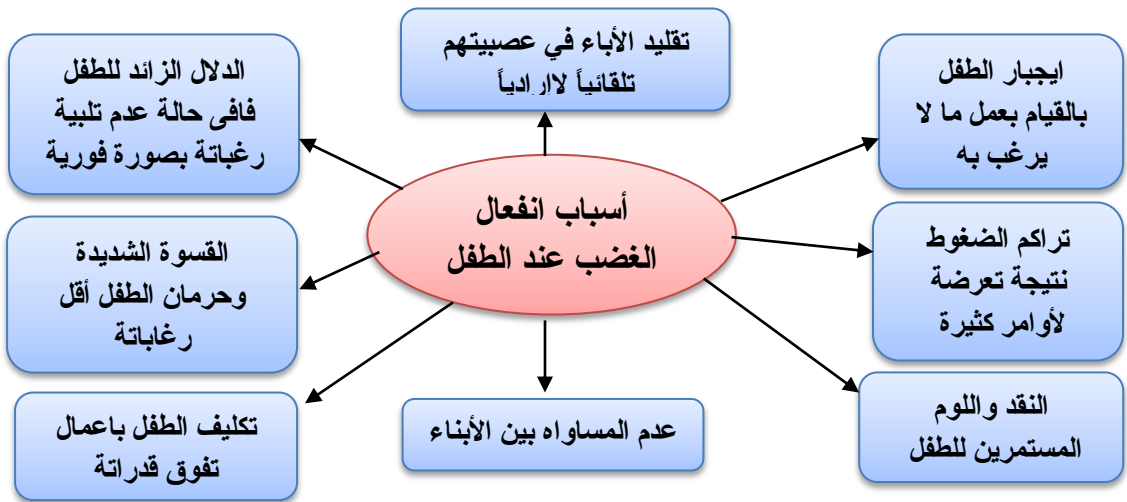 تقليد الأباء في عصبيتهم
تلقائياً لاإرادياً
ايجبار الطفل
بالقيام بعمل ما لا
يرغب به
الدلال الزائد للطفل
فافى حالة عدم تلبية
رغباتة بصورة فورية
أسباب انفعال
الغضب عند الطفل
تراكم الضغوط
نتيجة تعرضة
لأوامر كثيرة
القسوة الشديدة
وحرمان الطفل أقل
رغاباتة
النقد واللوم
المستمرين للطفل
عدم المساواه بين الأبناء
تكليف الطفل باعمال
تفوق قدراتة